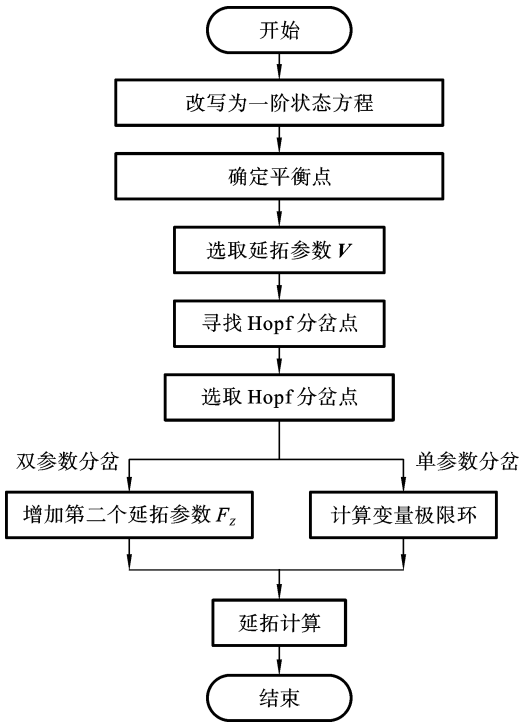 开始
改写为一阶状态方程
确定平衡点
选取延拓参数 V
寻找 Hopf 分岔点
选取 Hopf 分岔点
双参数分岔
单参数分岔
增加第二个延拓参数 F_Z
计算变量极限环
延拓计算
结束